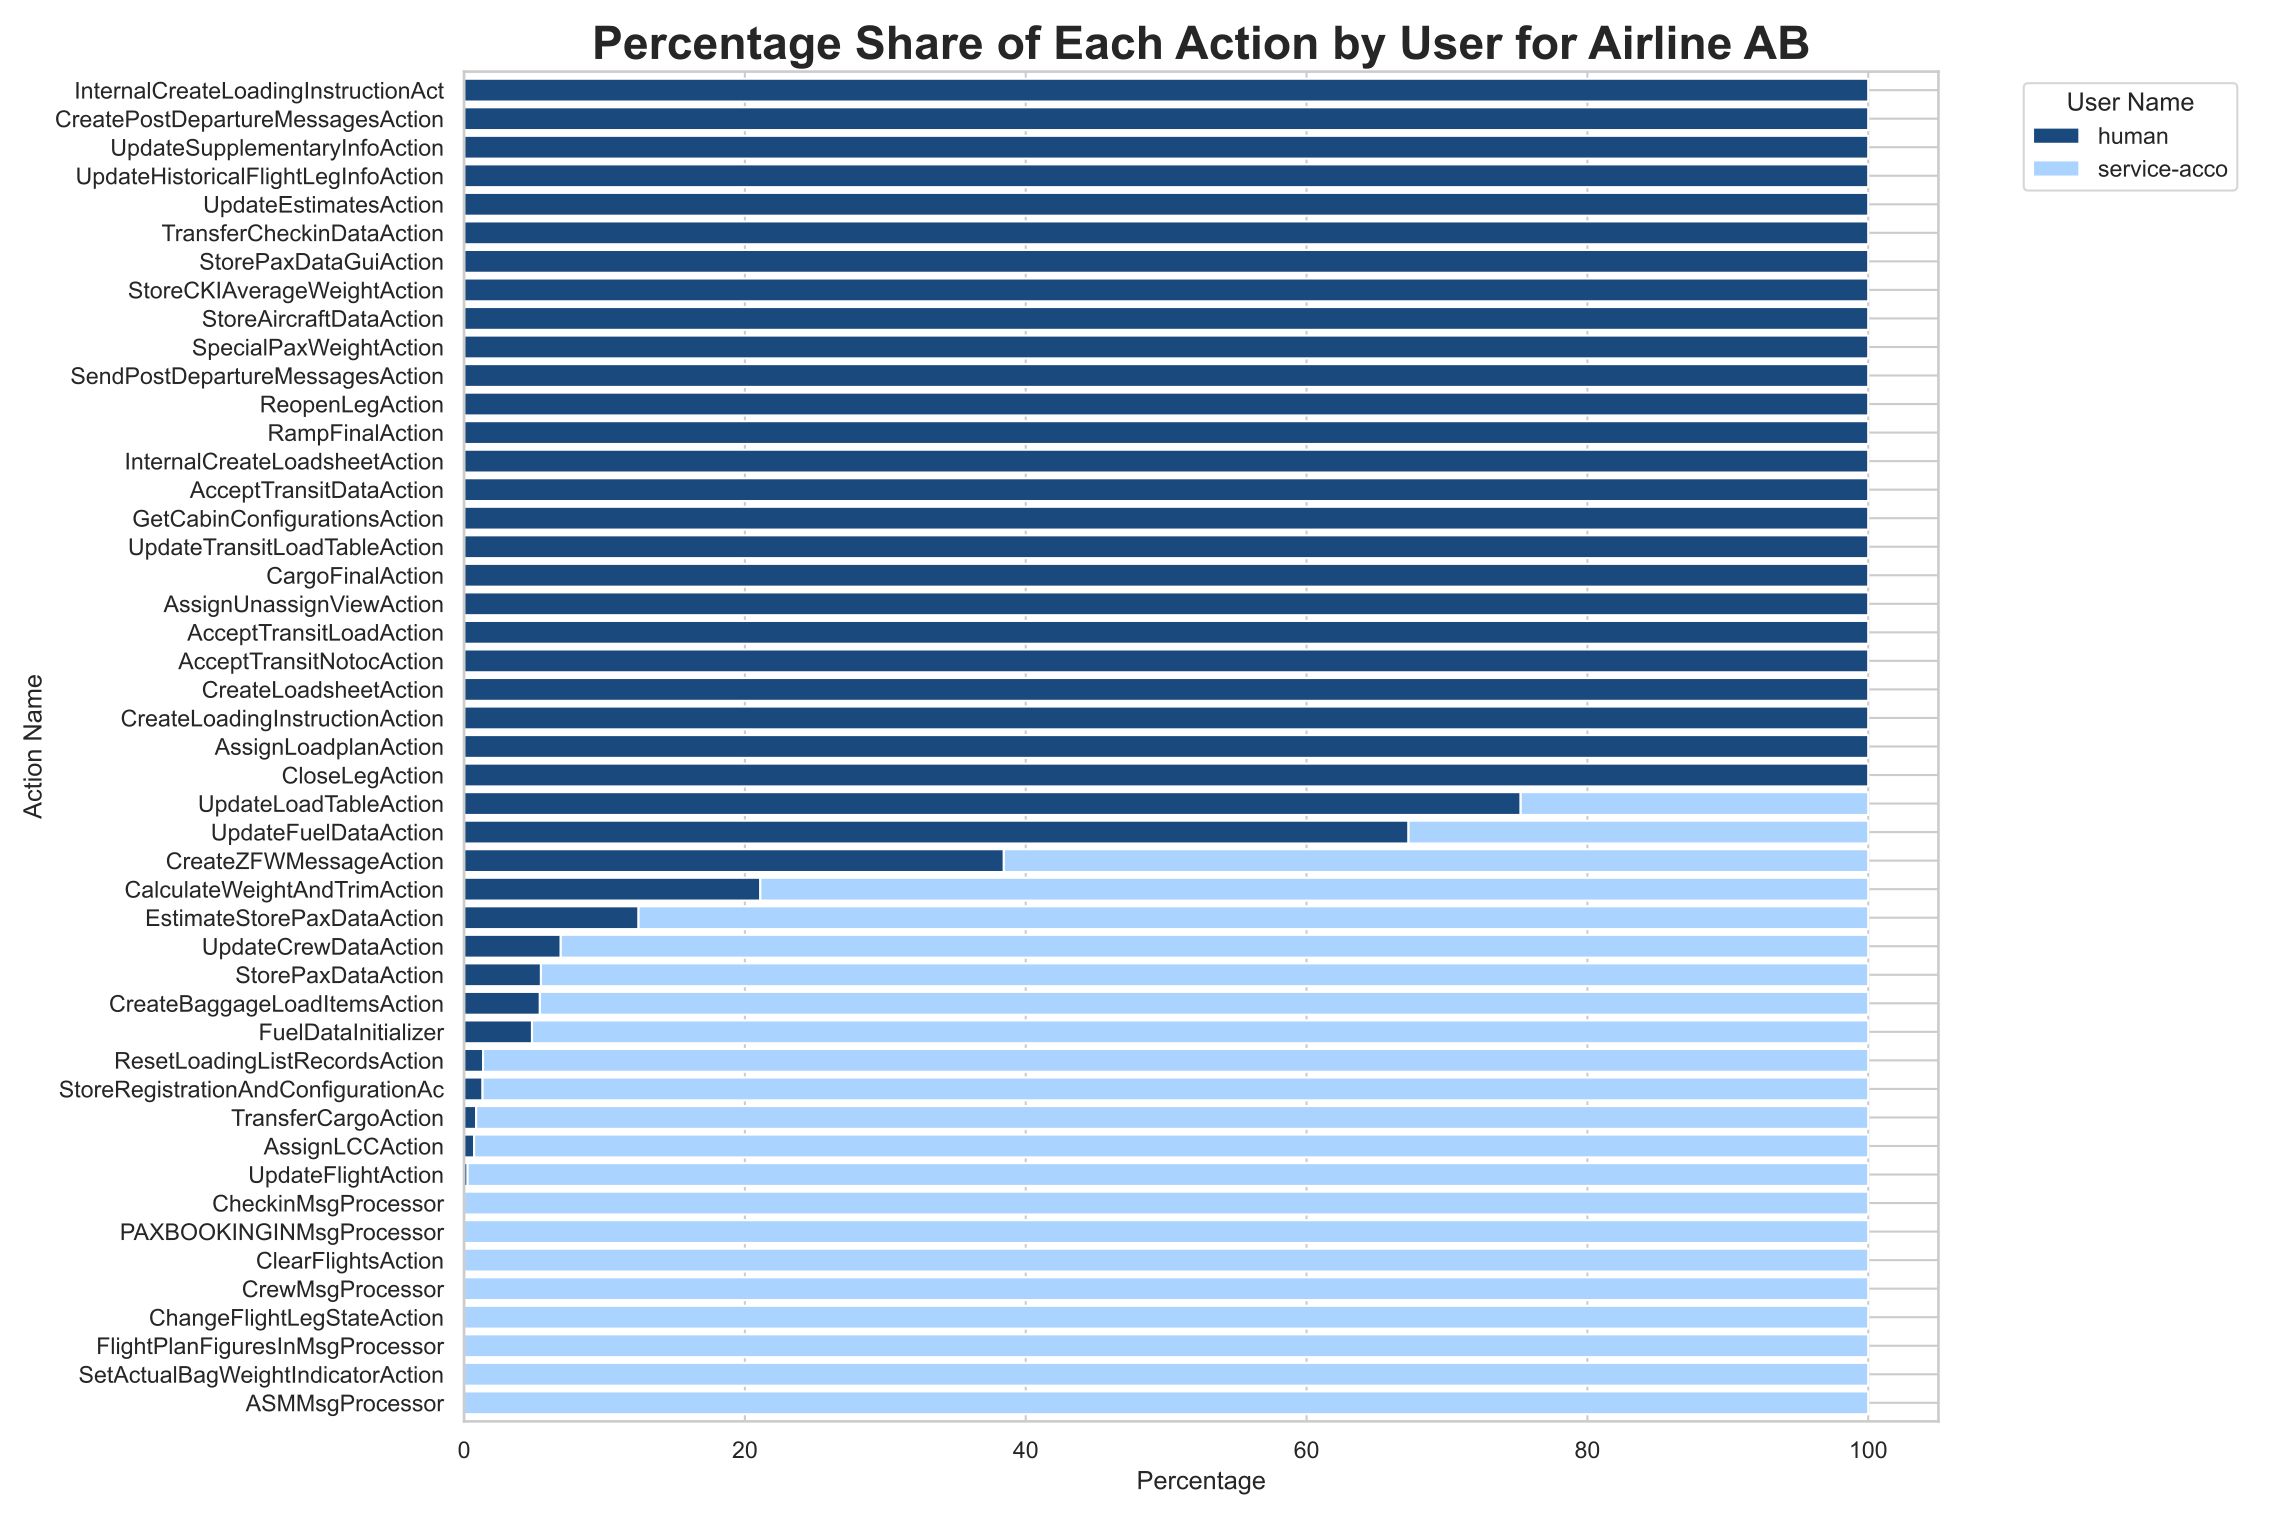 Percentage Share of Each Action by User for Airline AB
InternalCreateLoadingInstructionAct
CreatePostDepartureMessagesAction
UpdateSupplementaryInfoAction
UpdateHistoricalFlightLegInfoAction
UpdateEstimatesAction
TransferCheckinDataAction
StorePaxDataGuiAction
StoreCKIAverageWeightAction
StoreAircraftDataAction
SpecialPaxWeightAction
SendPostDepartureMessagesAction
ReopenLegAction
RampFinalAction
InternalCreateLoadsheetAction
AcceptTransitDataAction
GetCabinConfigurationsAction
UpdateTransitLoadTableAction
CargoFinalAction
AssignUnassignViewAction
AcceptTransitLoadAction
AcceptTransitNotocAction
CreateLoadsheetAction
CreateLoadingInstructionAction
AssignLoadplanAction
CloseLegAction
UpdateLoadTableAction
UpdateFuelDataAction
CreateZFWMessageAction
CalculateWeightAndTrimAction
EstimateStorePaxDataAction
UpdateCrewDataAction
StorePaxDataAction
CreateBaggageLoadItemsAction
FuelDataInitializer
ResetLoadingListRecordsAction
StoreRegistrationAndConfigurationAc
TransferCargoAction
AssignLCCAction
UpdateFlightAction
CheckinMsgProcessor
PAXBOOKINGINMsgProcessor
ClearFlightsAction
CrewMsgProcessor
ChangeFlightLegStateAction
FlightPlanFiguresInMsgProcessor
SetActualBagWeightIndicatorAction
ASMMsgProcessor
Action Name
0 20 40 60 80 100
Percentage
User Name
human
service-acco